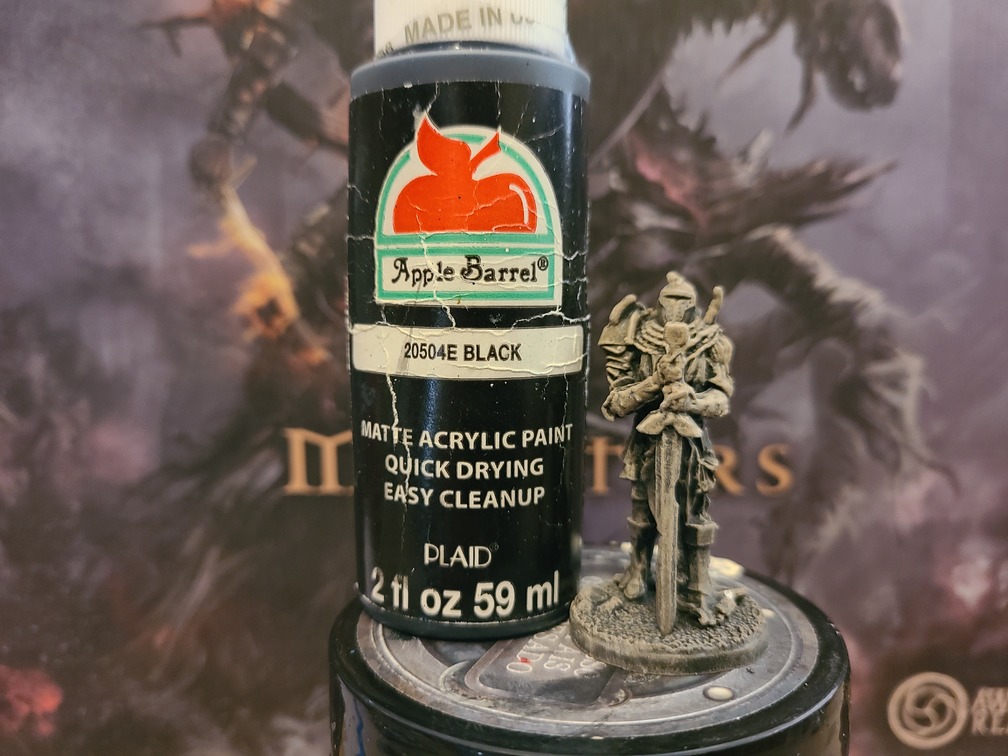 MADE IN
Apple Barrel®
20504E BLACK
MATTE ACRYLIC PAINT
QUICK DRYING
EASY CLEANUP
PLAID
2 fl oz 59 ml